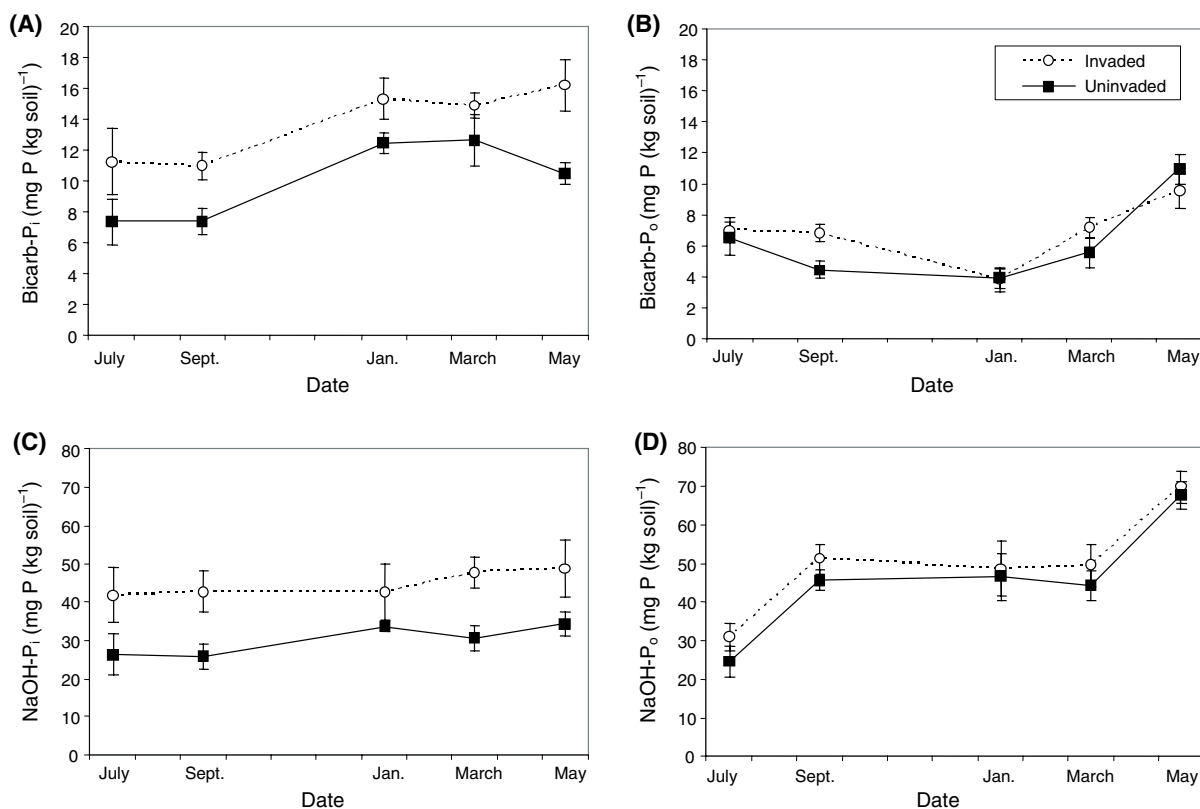 (A)
20
18
16
14
12
10
8
6
4
2
0
Bicarb-Pi (mg P (kg soil)−1
July Sept. Jan. March May
Date
(B)
20
18
16
14
12
10
8
6
4
2
0
Bicarb-Po (mg P (kg soil)−1
Invaded
Uninvaded
July Sept. Jan. March May
Date
(C)
80
70
60
50
40
30
20
10
0
NaOH-Pi (mg P (kg soil)−1
July Sept. Jan. March May
Date
(D)
80
70
60
50
40
30
20
10
0
NaOH-Po (mg P (kg soil)−1
July Sept. Jan. March May
Date